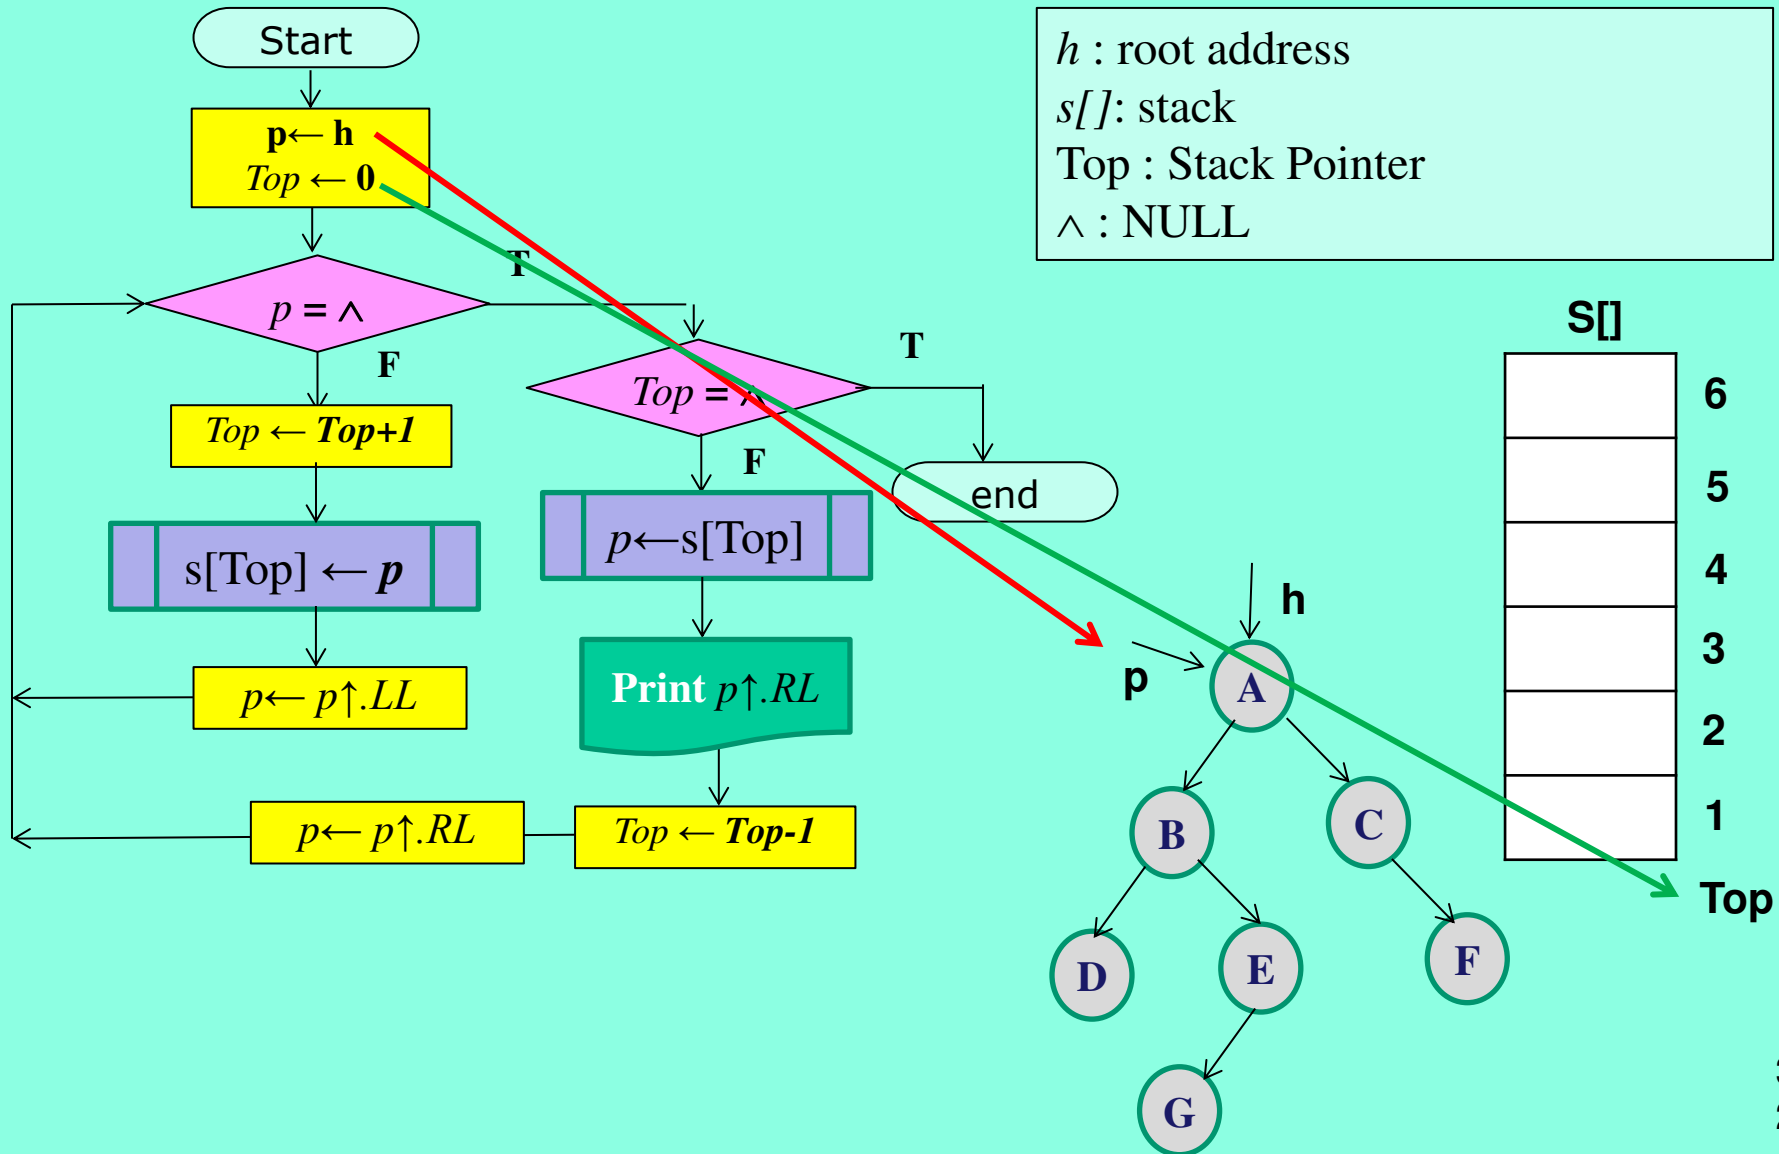 Start
p← h
Top ← 0
p = ∧
T
F
Top ← Top+1
s[Top] ← p
p← p↑.LL
Top = ∧
T
F
end
p←s[Top]
Print p↑.RL
Top ← Top-1
p← p↑.RL
h : root address
s[]: stack
Top : Stack Pointer
∧ : NULL
S[]
6
5
4
3
2
1
Top
h
p
A
B
C
D
E
F
G